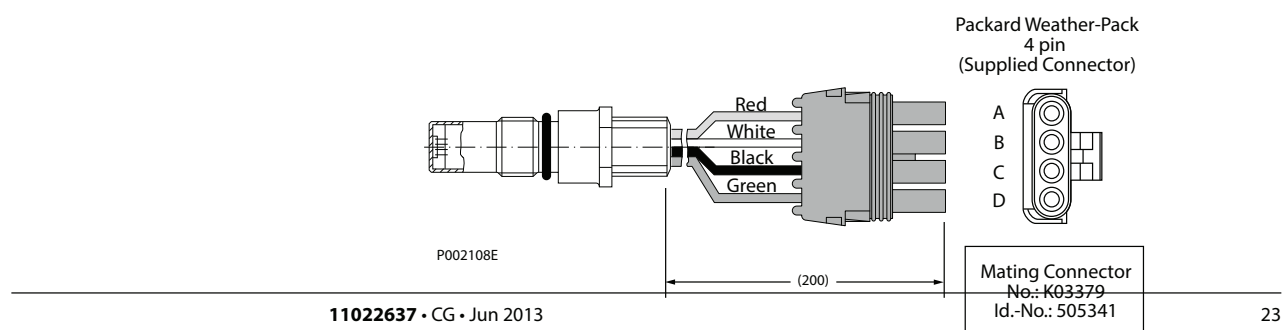 Packard Weather-Pack
4 pin
(Supplied Connector)
Red
A
White
B
Black
C
Green
D
P002108E
(200)
Mating Connector
No.: K03379
Id.-No.: 505341
11022637 • CG • Jun 2013
23